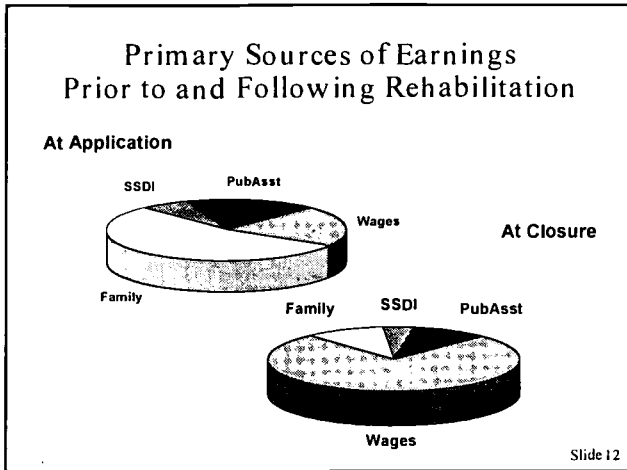 Primary Sources of Earnings
Prior to and Following Rehabilitation
At Application
SSDI
PubAsst
Wages
Family
At Closure
Family
SSDI
PubAsst
Wages
Slide 12